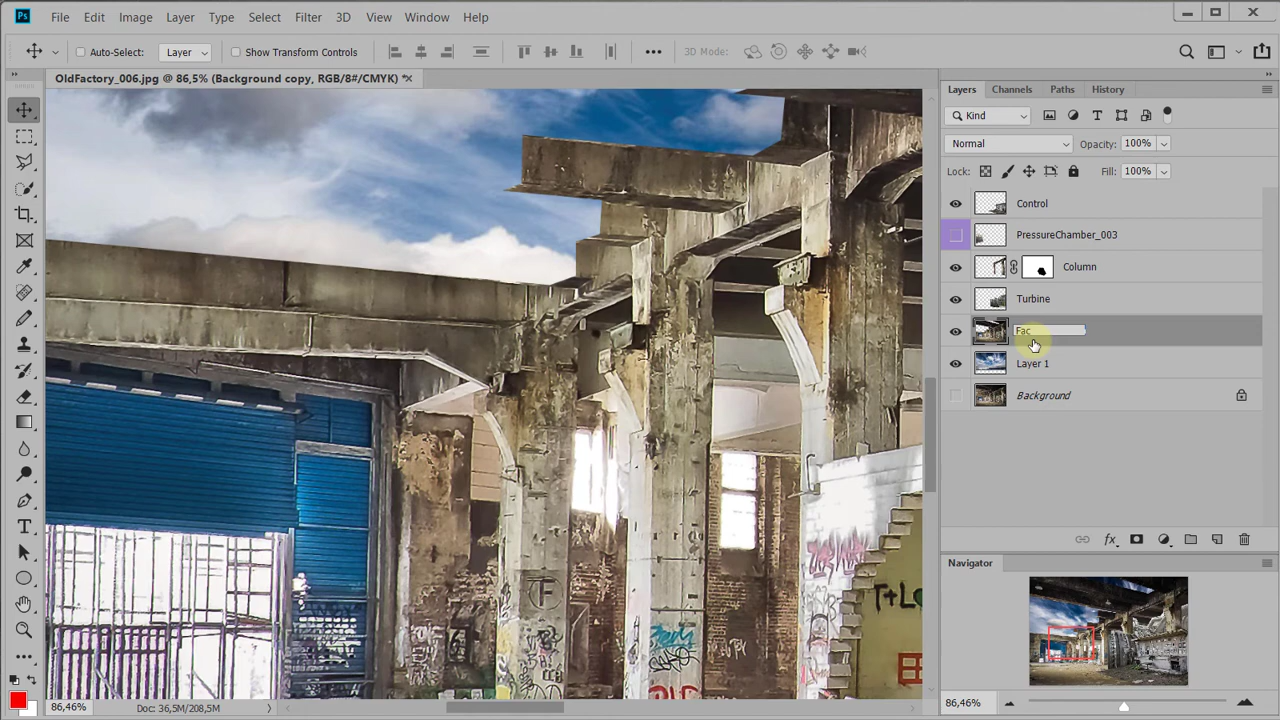 Ps File Edit Image Layer Type Select Filter 3D View Window Help
Auto-Select: Layer Show Transform Controls 3D Mode:
OldFactory_006.jpg @ 86,5% (Background copy, RGB/8#/CMYK) *
Layers Channels Paths History
Kind
Normal Opacity: 100%
Lock: Fill: 100%
Control
PressureChamber_003
Column
Turbine
Fac
Layer 1
Background
Navigator
F
T+L
86,46% Doc: 36,5M/208,5M
86,46%